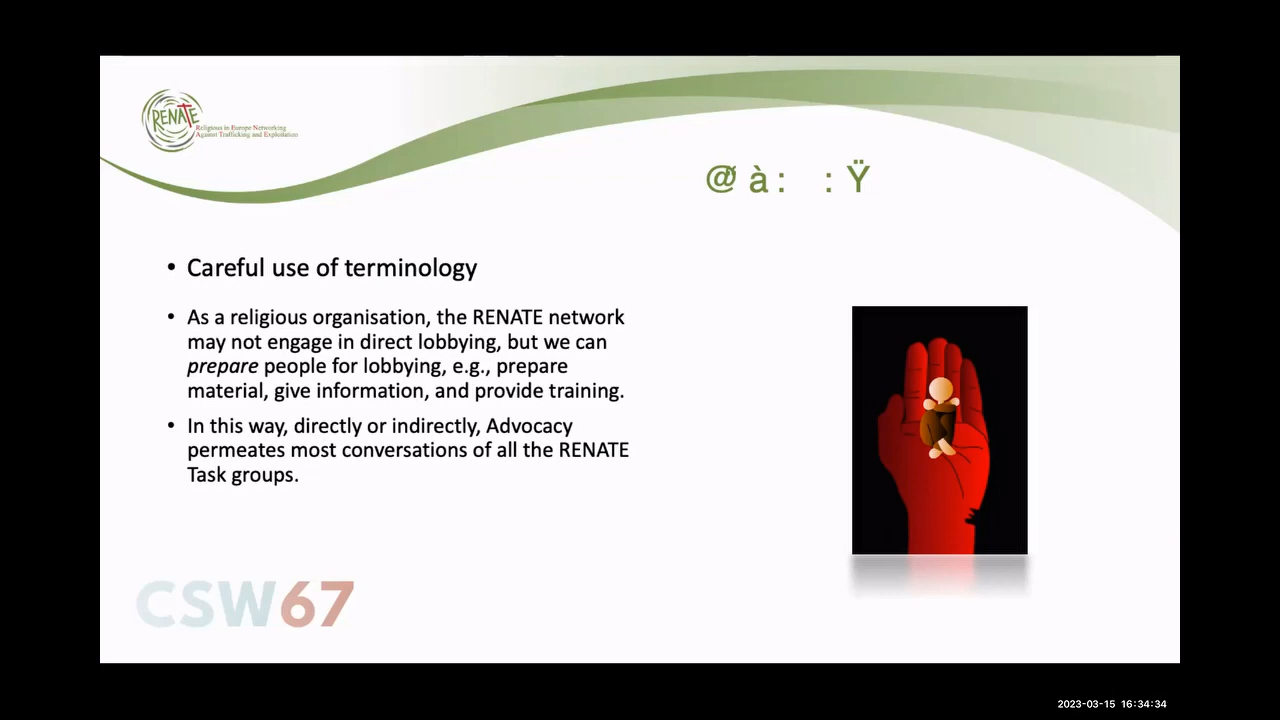 RENATE
Religious in Europe Networking
Against Trafficking and Exploitation
@ à : : Ÿ
• Careful use of terminology
• As a religious organisation, the RENATE network
may not engage in direct lobbying, but we can
prepare people for lobbying, e.g., prepare
material, give information, and provide training.
• In this way, directly or indirectly, Advocacy
permeates most conversations of all the RENATE
Task groups.
CSW67
2023-03-15 16:34:34